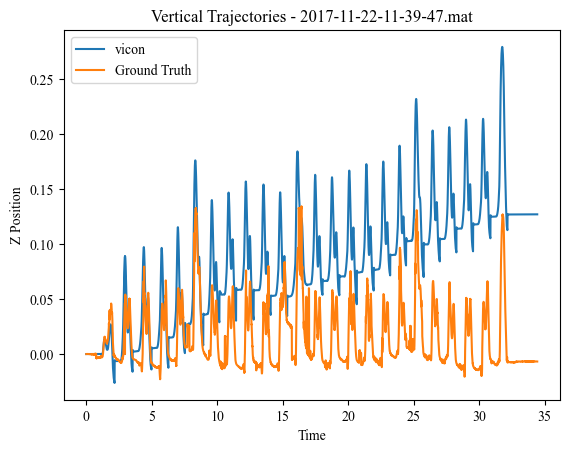 Vertical Trajectories - 2017-11-22-11-39-47.mat
vicon
Ground Truth
0.25
0.20
0.15
0.10
0.05
0.00
Z Position
0 5 10 15 20 25 30 35
Time